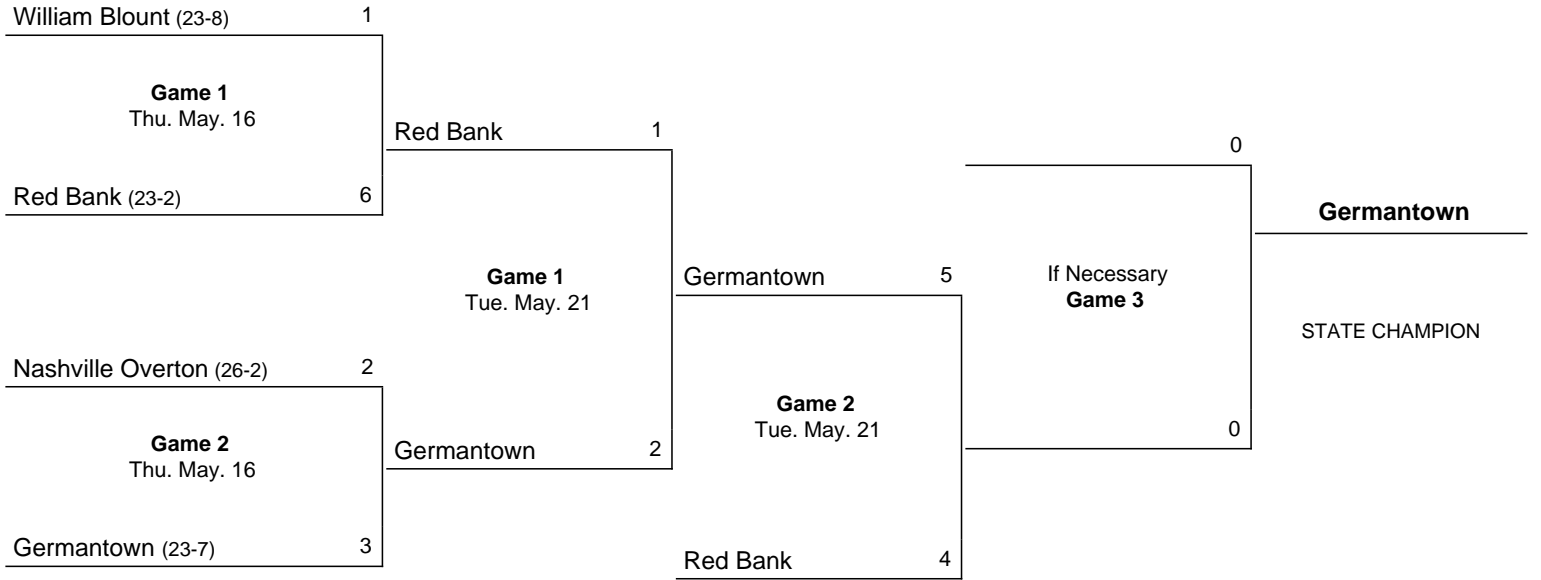 William Blount (23-8) 1
Game 1
Thu. May. 16
Red Bank (23-2) 6
Nashville Overton (26-2) 2
Game 2
Thu. May. 16
Germantown (23-7) 3
Red Bank 1
Game 1
Tue. May. 21
Germantown 2
Germantown 5
Game 2
Tue. May. 21
Red Bank 4
0
If Necessary
Game 3
0
Germantown
STATE CHAMPION